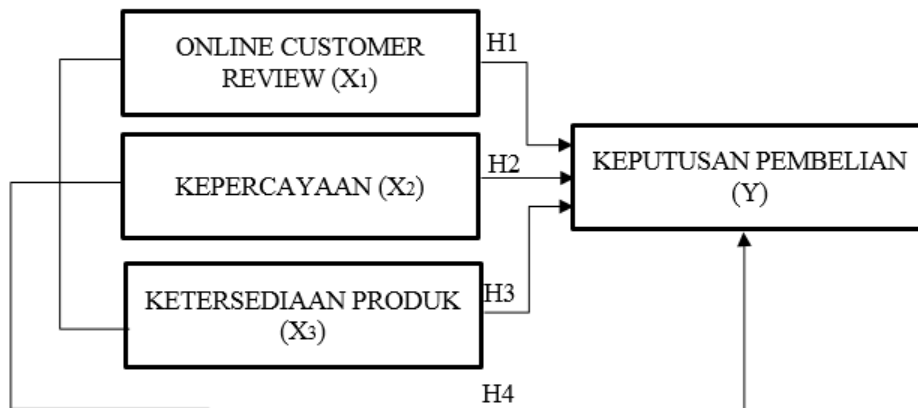 ONLINE CUSTOMER
REVIEW (X1)
H1
KEPERCAYAAN (X2)
H2
KEPUTUSAN PEMBELIAN
(Y)
KETERSEDIAAN PRODUK
(X3)
H3
H4